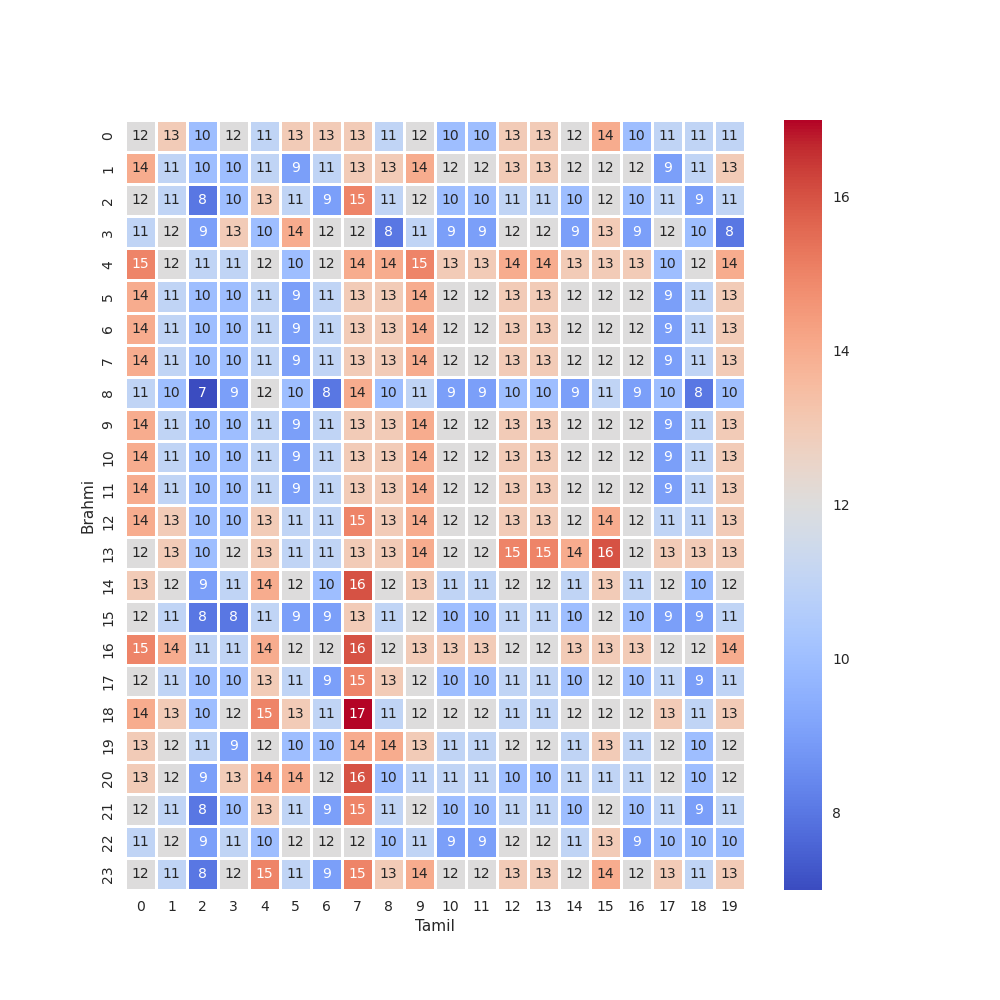 0 12 13 10 12 11 13 13 13 11 12 10 10 13 13 12 14 10 11 11 11
1 14 11 10 10 11 9 11 13 13 14 12 12 13 13 12 12 12 9 11 13
2 12 11 8 10 13 11 9 15 11 12 10 10 11 11 10 12 10 11 9 11
16
3 11 12 9 13 10 14 12 12 8 11 9 9 12 12 9 13 9 12 10 8
4 15 12 11 11 12 10 12 14 14 15 13 13 14 14 13 13 13 10 12 14
5 14 11 10 10 11 9 11 13 13 14 12 12 13 13 12 12 12 9 11 13
6 14 11 10 10 11 9 11 13 13 14 12 12 13 13 12 12 12 9 11 13
14
7 14 11 10 10 11 9 11 13 13 14 12 12 13 13 12 12 12 9 11 13
8 11 10 7 9 12 10 8 14 10 11 9 9 10 10 9 11 9 10 8 10
9 14 11 10 10 11 9 11 13 13 14 12 12 13 13 12 12 12 9 11 13
10 14 11 10 10 11 9 11 13 13 14 12 12 13 13 12 12 12 9 11 13
11 14 11 10 10 11 9 11 13 13 14 12 12 13 13 12 12 12 9 11 13
Brahmi
12
12 14 13 10 10 13 11 11 15 13 14 12 12 13 13 12 14 12 11 11 13
13 12 13 10 12 13 11 11 13 13 14 12 12 15 15 14 16 12 13 13 13
14 13 12 9 11 14 12 10 16 12 13 11 11 12 12 11 13 11 12 10 12
15 12 11 8 8 11 9 9 13 11 12 10 10 11 11 10 12 10 9 9 11
16 15 14 11 11 14 12 12 16 12 13 13 13 12 12 13 13 13 12 12 14
10
17 12 11 10 10 13 11 9 15 13 12 10 10 11 11 10 12 10 11 9 11
18 14 13 10 12 15 13 11 17 11 12 12 12 11 11 12 12 12 13 11 13
19 13 12 11 9 12 10 10 14 14 13 11 11 12 12 11 13 11 12 10 12
20 13 12 9 13 14 14 12 16 10 11 11 11 10 10 11 11 11 12 10 12
21 12 11 8 10 13 11 9 15 11 12 10 10 11 11 10 12 10 11 9 11
8
22 11 12 9 11 10 12 12 12 10 11 9 9 12 12 11 13 9 10 10 10
23 12 11 8 12 15 11 9 15 13 14 12 12 13 13 12 14 12 13 11 13
0 1 2 3 4 5 6 7 8 9 10 11 12 13 14 15 16 17 18 19
Tamil